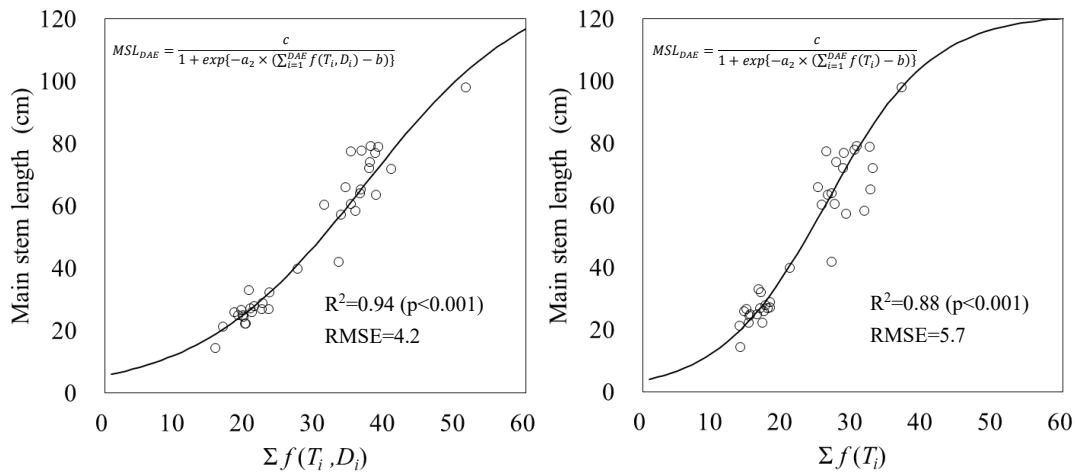 MSL_DAE = c / 1 + exp{−a₂ × (∑_{i=1}^{DAE} f(T_i, D_i) − b)}
Main stem length (cm)
120
100
80
60
40
20
0
R²=0.94 (p<0.001)
RMSE=4.2
0 10 20 30 40 50 60
Σ f(T_i ,D_i)
MSL_DAE = c / 1 + exp{−a₂ × (∑_{i=1}^{DAE} f(T_i) − b)}
Main stem length (cm)
120
100
80
60
40
20
0
R²=0.88 (p<0.001)
RMSE=5.7
0 10 20 30 40 50 60
Σ f(T_i)